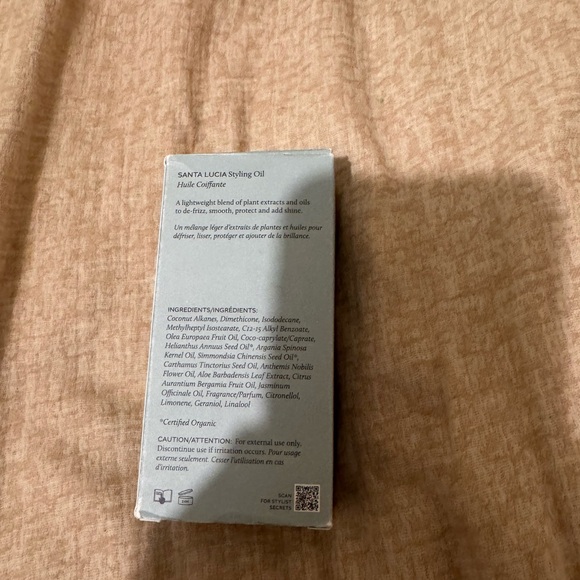 SANTA LUCIA Styling Oil
Huile Coiffante
A lightweight blend of plant extracts and oils
to de-frizz, smooth, protect and add shine.
Un mélange léger d'extraits de plantes et huiles pour
défriser, lisser, protéger et ajouter de la brillance.
INGREDIENTS/INGRÉDIENTS:
Coconut Alkanes, Dimethicone, Isododecane,
Methylheptyl Isostearate, C12-15 Alkyl Benzoate,
Olea Europaea Fruit Oil, Coco-caprylate/Caprate,
Helianthus Annuus Seed Oil*, Argania Spinosa
Kernel Oil, Simmondsia Chinensis Seed Oil*,
Carthamus Tinctorius Seed Oil, Anthemis Nobilis
Flower Oil, Aloe Barbadensis Leaf Extract, Citrus
Aurantium Bergamia Fruit Oil, Jasminum
Officinale Oil, Fragrance/Parfum, Citronellol,
Limonene, Geraniol, Linalool
*Certified Organic
CAUTION/ATTENTION: For external use only.
Discontinue use if irritation occurs. Pour usage
externe seulement. Cesser l'utilisation en cas
d'irritation.
SCAN
FOR STYLIST
SECRETS